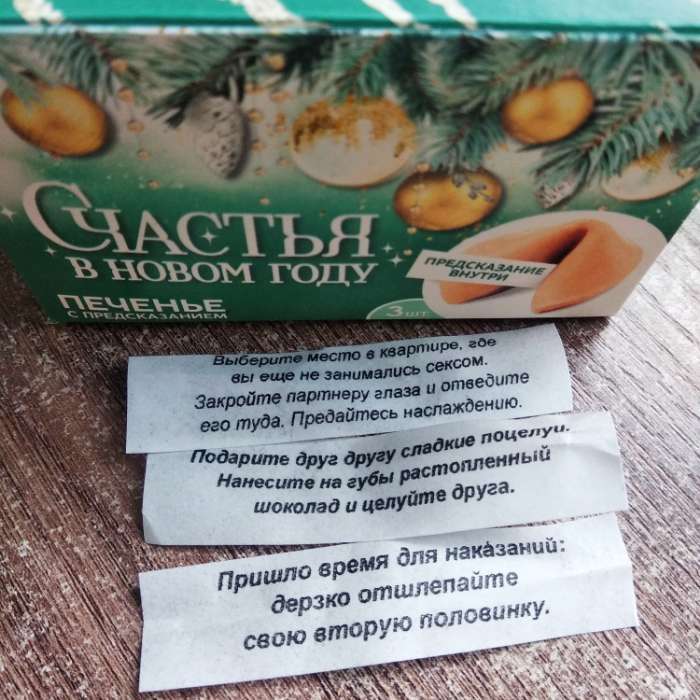 Счастья
в новом году
Печенье
с предсказанием
предсказание
внутри
3 шт.
Выберите место в квартире, где
вы еще не занимались сексом.
Закройте партнеру глаза и отведите
его туда. Предайтесь наслаждению.
Подарите друг другу сладкие поцелуи.
Нанесите на губы растопленный
шоколад и целуйте друга.
Пришло время для наказаний:
дерзко отшлепайте
свою вторую половинку.